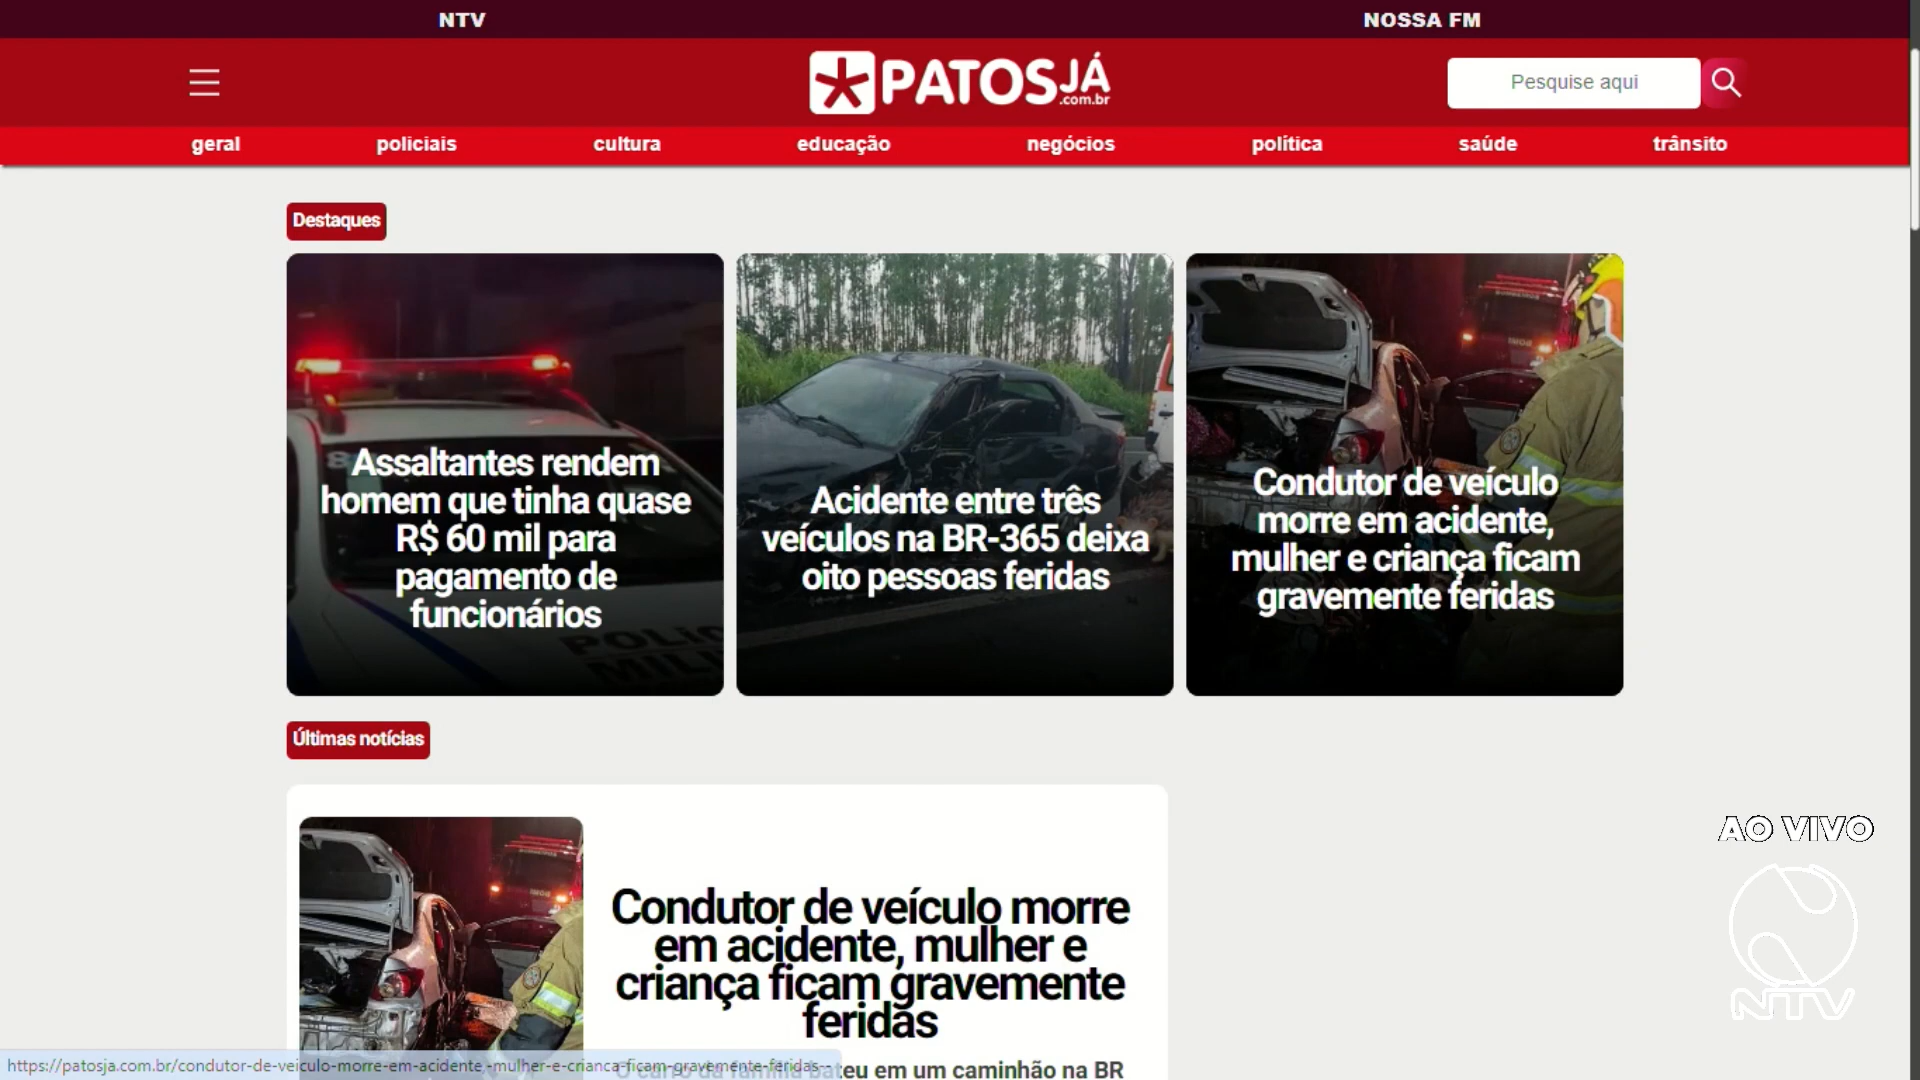 NTV
NOSSA FM
PATOSJÁ
.com.br
Pesquise aqui
geral
policiais
cultura
educação
negócios
política
saúde
trânsito
Destaques
Assaltantes rendem
homem que tinha quase
R$ 60 mil para
pagamento de
funcionários
Acidente entre três
veículos na BR-365 deixa
oito pessoas feridas
Condutor de veículo
morre em acidente,
mulher e criança ficam
gravemente feridas
Últimas notícias
Condutor de veículo morre
em acidente, mulher e
criança ficam gravemente
feridas
O carro da família bateu em um caminhão na BR
https://patosja.com.br/condutor-de-veiculo-morre-em-acidente,-mulher-e-crianca-ficam-gravemente-feridas--
AO VIVO
NTV